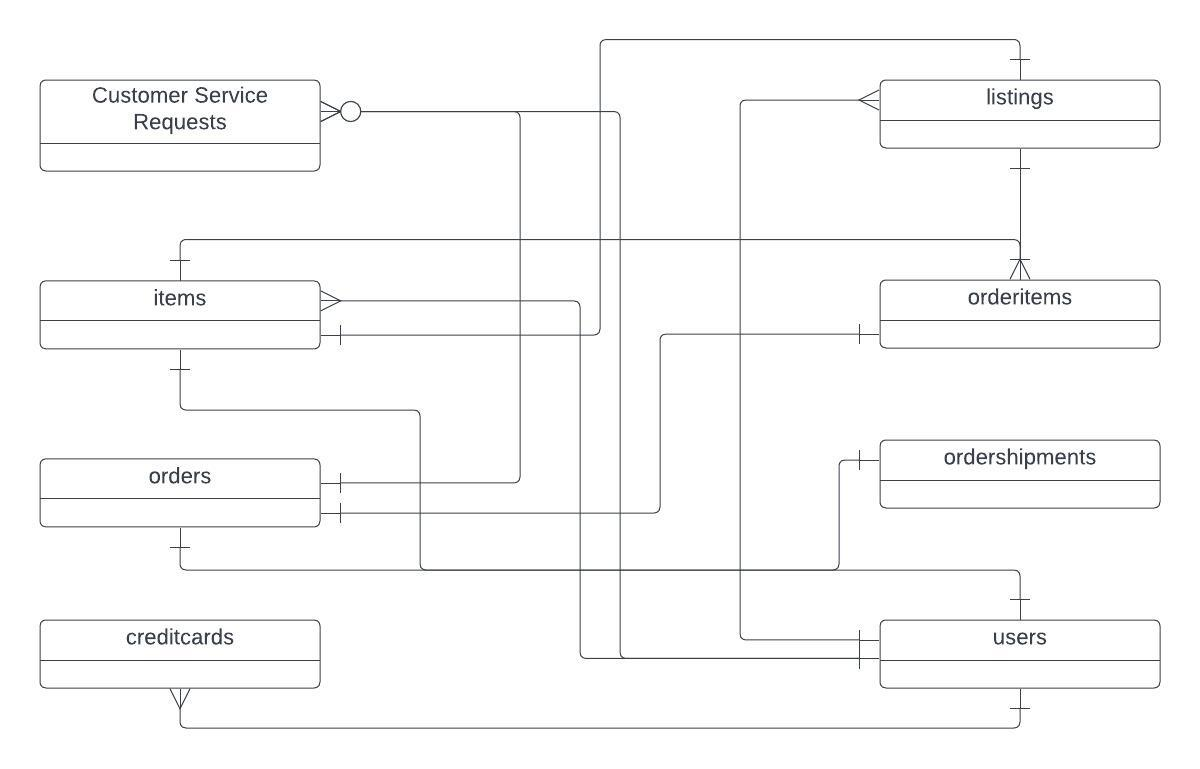 Customer Service
Requests
listings
items
orderitems
orders
ordershipments
creditcards
users